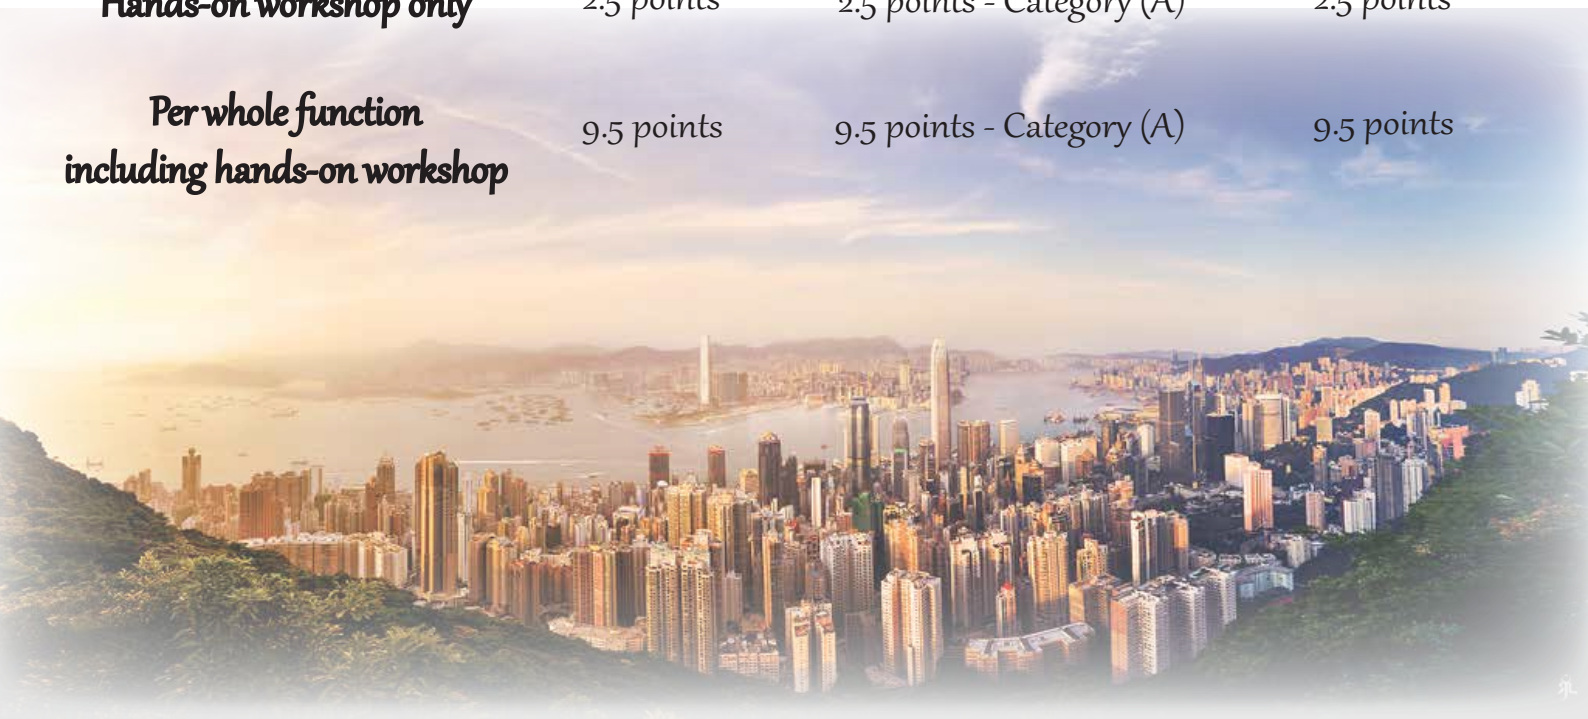 Hands-on workshop only 2.5 points 2.5 points - Category (A) 2.5 points
Per whole function
9.5 points 9.5 points - Category (A) 9.5 points
including hands-on workshop